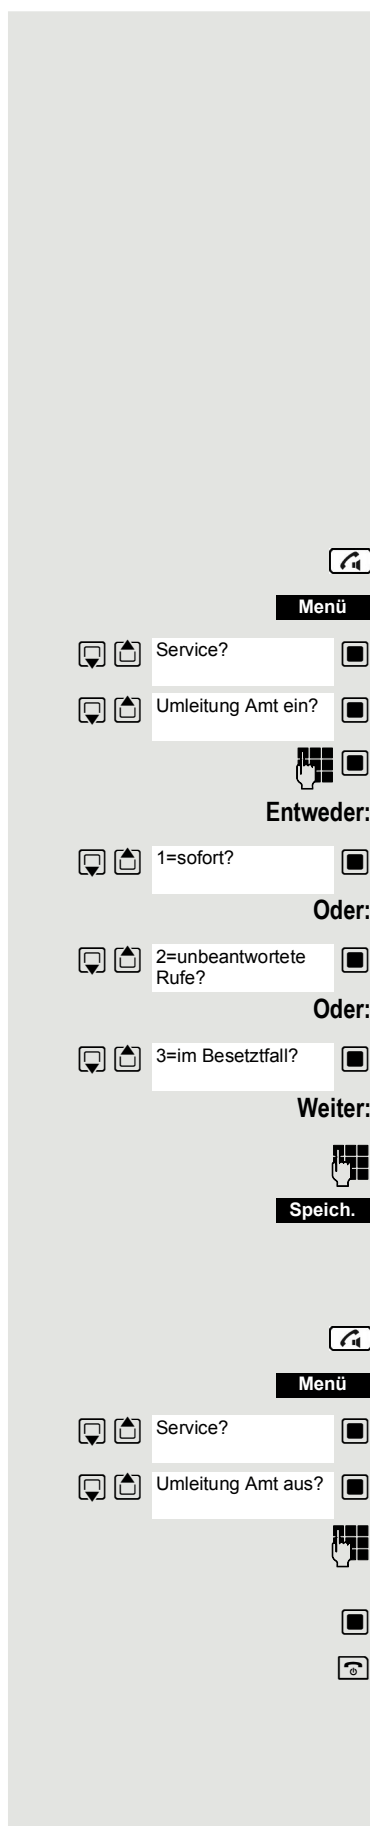 Menü
Service?
Umleitung Amt ein?
Entweder:
1=sofort?
Oder:
2=unbeantwortete
Rufe?
Oder:
3=im Besetztfall?
Weiter:
Speich.
Menü
Service?
Umleitung Amt aus?